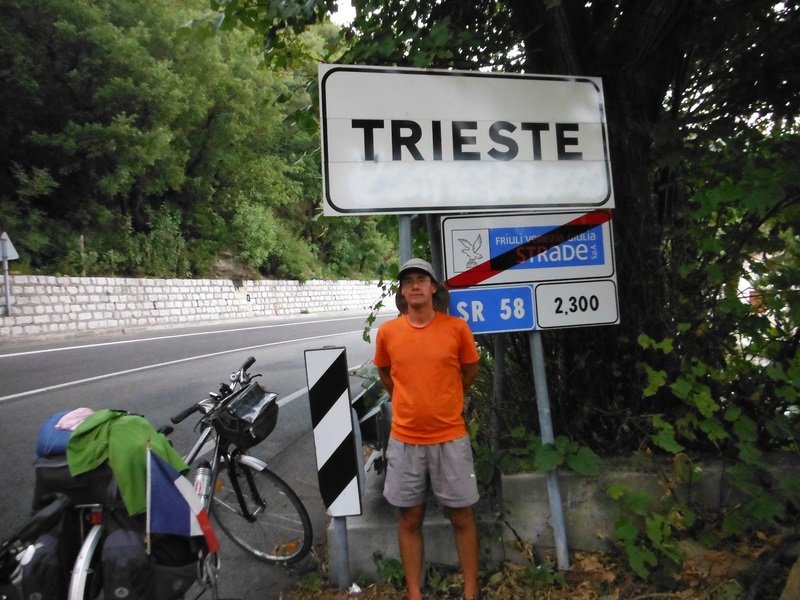 TRIESTE
FRIULI VENEZIA GIULIA
STRADE S.p.A.
SR 58
2,300